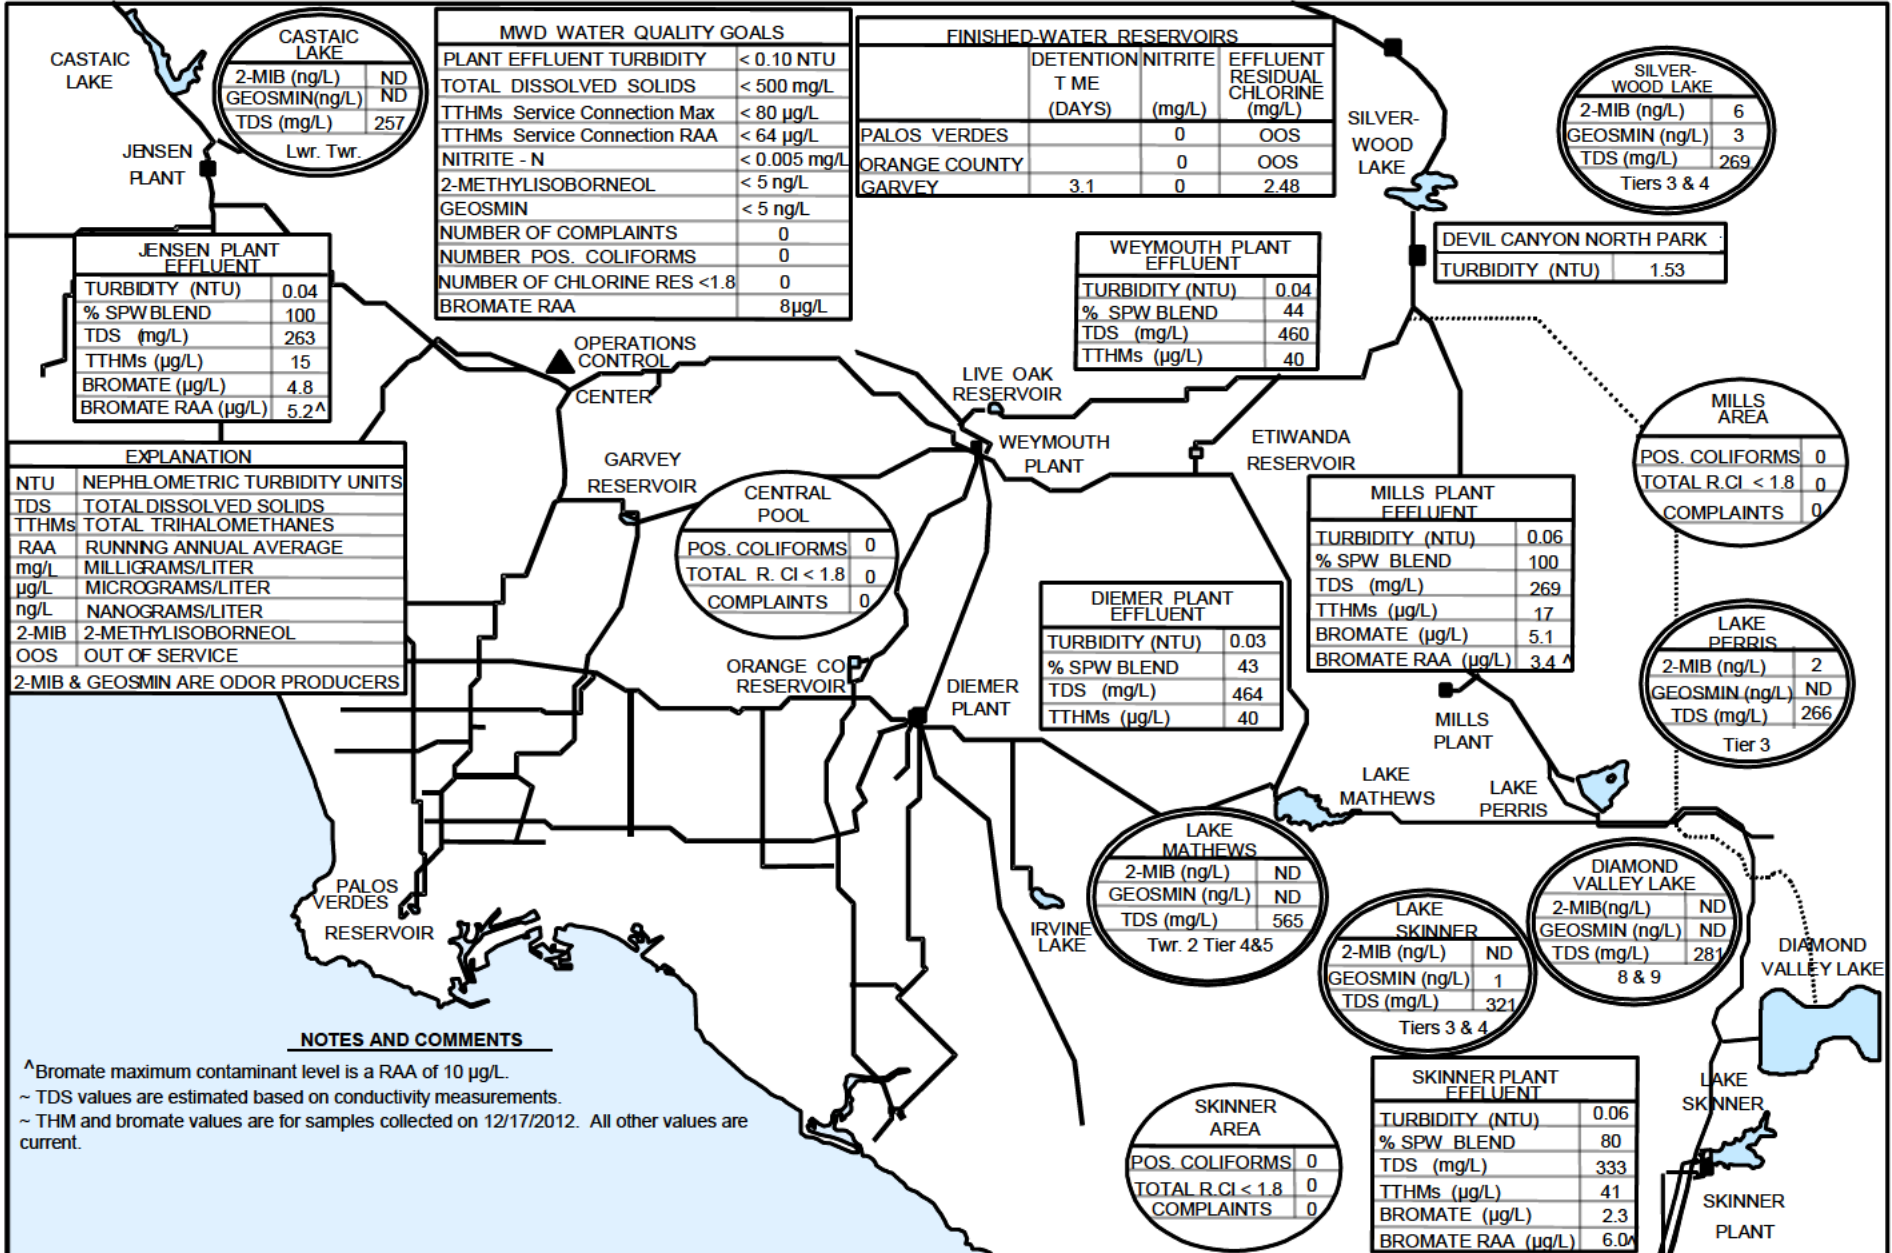 CASTAIC
LAKE
CASTAIC
LAKE
2-MIB (ng/L) ND
GEOSMIN(ng/L) ND
TDS (mg/L) 257
Lwr. Twr.
JENSEN
PLANT
MWD WATER QUALITY GOALS
PLANT EFFLUENT TURBIDITY < 0.10 NTU
TOTAL DISSOLVED SOLIDS < 500 mg/L
TTHMs Service Connection Max < 80 µg/L
TTHMs Service Connection RAA < 64 µg/L
NITRITE - N < 0.005 mg/L
2-METHYLISOBORNEOL < 5 ng/L
GEOSMIN < 5 ng/L
NUMBER OF COMPLAINTS 0
NUMBER POS. COLIFORMS 0
NUMBER OF CHLORINE RES <1.8 0
BROMATE RAA 8µg/L
FINISHED-WATER RESERVOIRS
DETENTION NITRITE EFFLUENT
T ME RESIDUAL
CHLORINE
(DAYS) (mg/L) (mg/L)
PALOS VERDES 0 OOS
ORANGE COUNTY 0 OOS
GARVEY 3.1 0 2.48
SILVER-
WOOD
LAKE
SILVER-
WOOD LAKE
2-MIB (ng/L) 6
GEOSMIN (ng/L) 3
TDS (mg/L) 269
Tiers 3 & 4
DEVIL CANYON NORTH PARK
TURBIDITY (NTU) 1.53
JENSEN PLANT
EFFLUENT
TURBIDITY (NTU) 0.04
% SPW BLEND 100
TDS (mg/L) 263
TTHMs (µg/L) 15
BROMATE (µg/L) 4.8
BROMATE RAA (µg/L) 5.2^
WEYMOUTH PLANT
EFFLUENT
TURBIDITY (NTU) 0.04
% SPW BLEND 44
TDS (mg/L) 460
TTHMs (µg/L) 40
OPERATIONS
CONTROL
CENTER
LIVE OAK
RESERVOIR
WEYMOUTH
PLANT
ETIWANDA
RESERVOIR
MILLS
AREA
POS. COLIFORMS 0
TOTAL R.Cl < 1.8 0
COMPLAINTS 0
EXPLANATION
NTU NEPHELOMETRIC TURBIDITY UNITS
TDS TOTAL DISSOLVED SOLIDS
TTHMs TOTAL TRIHALOMETHANES
RAA RUNNING ANNUAL AVERAGE
mg/L MILLIGRAMS/LITER
µg/L MICROGRAMS/LITER
ng/L NANOGRAMS/LITER
2-MIB 2-METHYLISOBORNEOL
OOS OUT OF SERVICE
2-MIB & GEOSMIN ARE ODOR PRODUCERS
GARVEY
RESERVOIR
CENTRAL
POOL
POS. COLIFORMS 0
TOTAL R. Cl < 1.8 0
COMPLAINTS 0
MILLS PLANT
EFFLUENT
TURBIDITY (NTU) 0.06
% SPW BLEND 100
TDS (mg/L) 269
TTHMs (µg/L) 17
BROMATE (µg/L) 5.1
BROMATE RAA (µg/L) 3.4 ^
DIEMER PLANT
EFFLUENT
TURBIDITY (NTU) 0.03
% SPW BLEND 43
TDS (mg/L) 464
TTHMs (µg/L) 40
LAKE
PERRIS
2-MIB (ng/L) 2
GEOSMIN (ng/L) ND
TDS (mg/L) 266
Tier 3
ORANGE CO
RESERVOIR
DIEMER
PLANT
MILLS
PLANT
LAKE
MATHEWS
LAKE
PERRIS
LAKE
MATHEWS
2-MIB (ng/L) ND
GEOSMIN (ng/L) ND
TDS (mg/L) 565
Twr. 2 Tier 4&5
DIAMOND
VALLEY LAKE
2-MIB(ng/L) ND
GEOSMIN (ng/L) ND
TDS (mg/L) 281
8 & 9
PALOS
VERDES
RESERVOIR
IRVINE
LAKE
LAKE
SKINNER
2-MIB (ng/L) ND
GEOSMIN (ng/L) 1
TDS (mg/L) 321
Tiers 3 & 4
DIAMOND
VALLEY LAKE
NOTES AND COMMENTS
^Bromate maximum contaminant level is a RAA of 10 µg/L.
~ TDS values are estimated based on conductivity measurements.
~ THM and bromate values are for samples collected on 12/17/2012. All other values are
current.
SKINNER
AREA
POS. COLIFORMS 0
TOTAL R.Cl < 1.8 0
COMPLAINTS 0
SKINNER PLANT
EFFLUENT
TURBIDITY (NTU) 0.06
% SPW BLEND 80
TDS (mg/L) 333
TTHMs (µg/L) 41
BROMATE (µg/L) 2.3
BROMATE RAA (µg/L) 6.0^
LAKE
SKINNER
SKINNER
PLANT